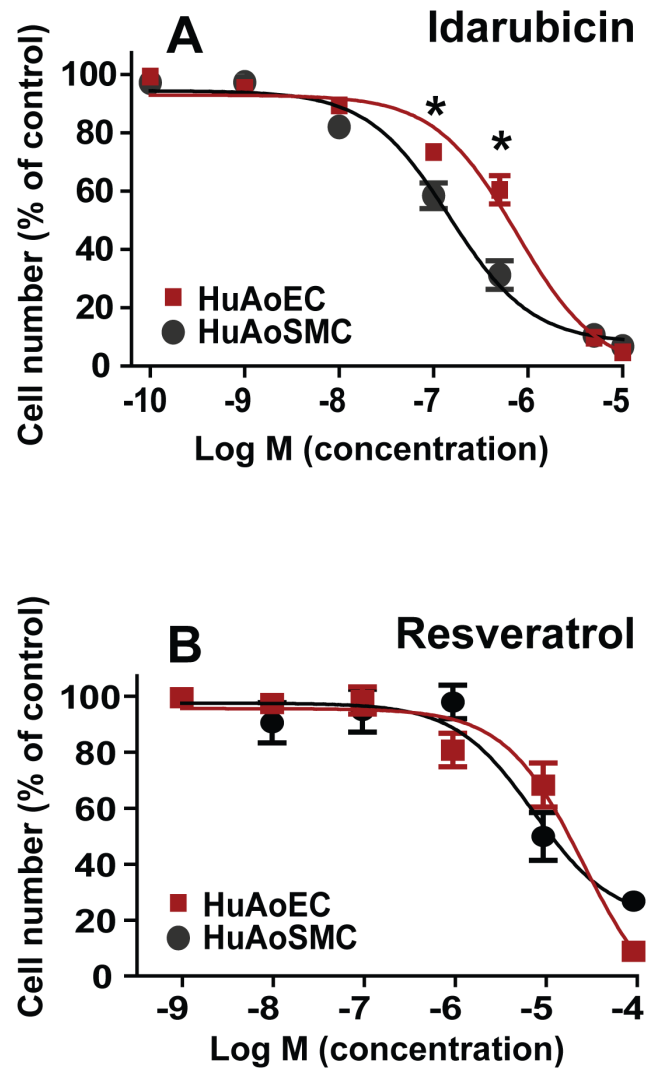 A
Idarubicin
Cell number (% of control)
100
80
60
40
20
0
*
*
HuAoEC
HuAoSMC
-10 -9 -8 -7 -6 -5
Log M (concentration)
B
Resveratrol
Cell number (% of control)
100
80
60
40
20
0
HuAoEC
HuAoSMC
-9 -8 -7 -6 -5 -4
Log M (concentration)